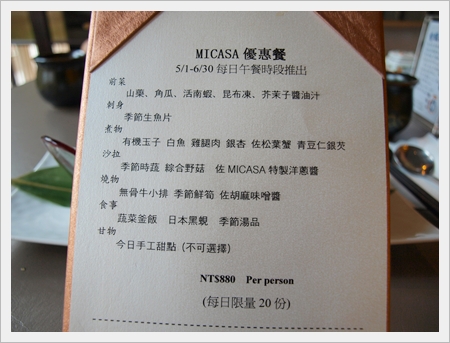 MICASA 優惠餐
5/1-6/30 每日午餐時段推出
前菜
山藥、角瓜、活南蝦、昆布凍、芥茉子醬油汁
刺身
季節生魚片
煮物
有機玉子 白魚 雞腿肉 銀杏 佐松葉蟹 青豆仁銀芡
沙拉
季節時蔬 綜合野菇 佐 MICASA 特製洋蔥醬
燒物
無骨牛小排 季節鮮筍 佐胡麻味噌醬
食事
蔬菜釜飯 日本黑蜆 季節湯品
甘物
今日手工甜點 (不可選擇)
NT$880 Per person
(每日限量 20 份)